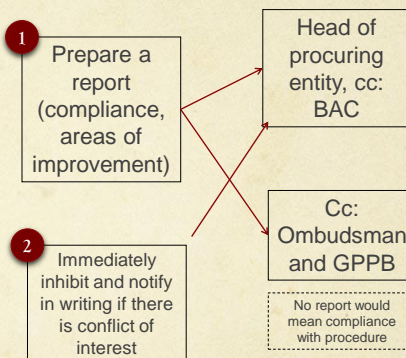 1
Prepare a
report
(compliance,
areas of
improvement)
Head of
procuring
entity, cc:
BAC
2
Immediately
inhibit and notify
in writing if there
is conflict of
interest
Cc:
Ombudsman
and GPPB
No report would
mean compliance
with procedure